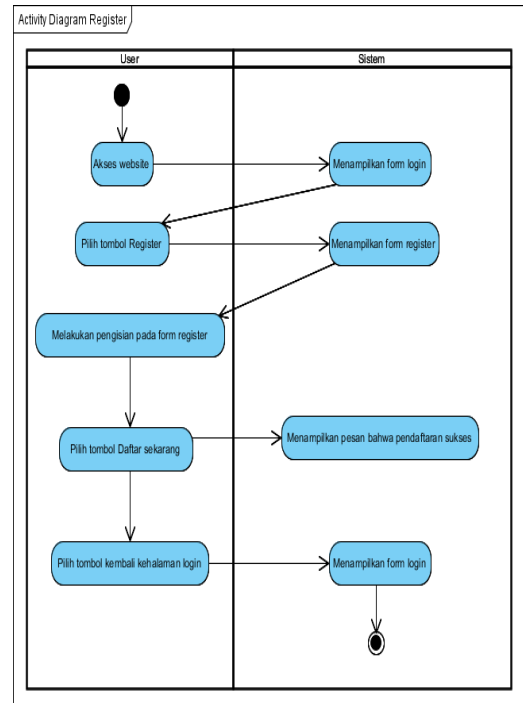 Activity Diagram Register
User
Sistem
Akses website
Menampilkan form login
Pilih tombol Register
Menampilkan form register
Melakukan pengisian pada form register
Pilih tombol Daftar sekarang
Menampilkan pesan bahwa pendaftaran sukses
Pilih tombol kembali kehalaman login
Menampilkan form login